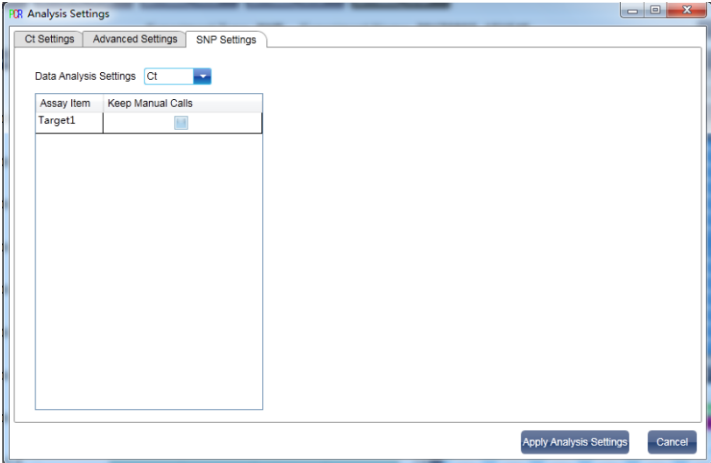 PCR Analysis Settings
Ct Settings Advanced Settings SNP Settings
Data Analysis Settings Ct
Assay Item Keep Manual Calls
Target1
Apply Analysis Settings Cancel